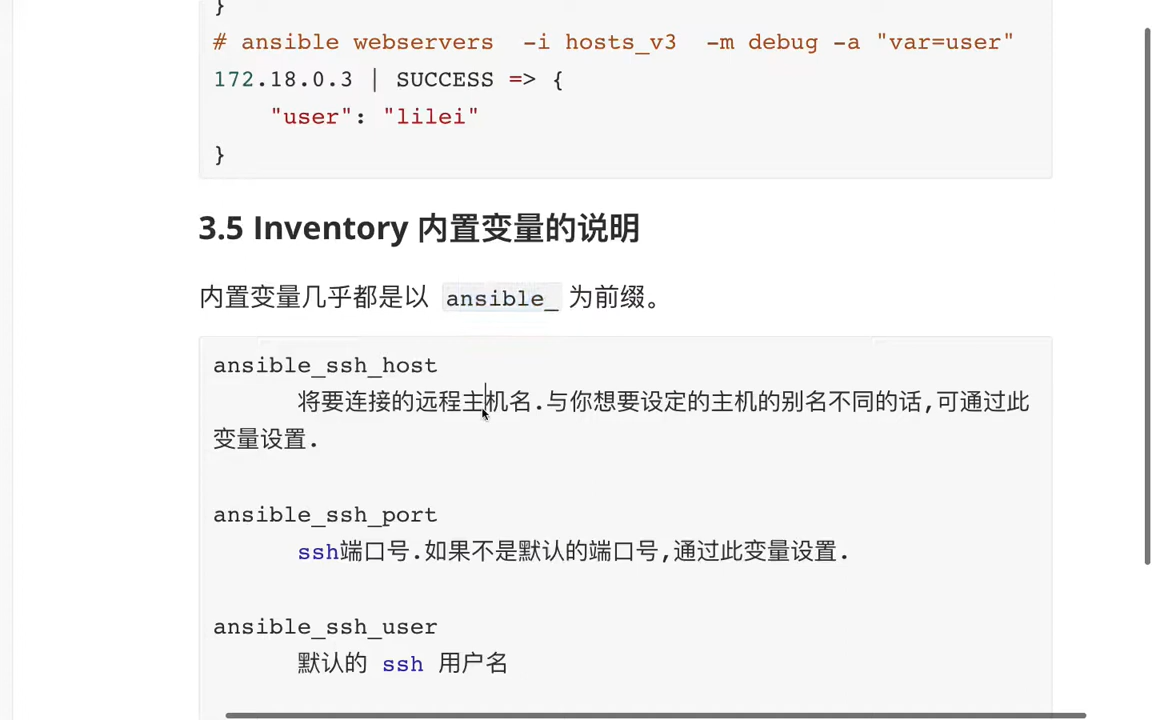 }
# ansible webservers  -i hosts_v3  -m debug -a "var=user"
172.18.0.3 | SUCCESS => {
    "user": "lilei"
}
3.5 Inventory 内置变量的说明
内置变量几乎都是以 ansible_ 为前缀。
ansible_ssh_host
      将要连接的远程主机名.与你想要设定的主机的别名不同的话,可通过此
变量设置.
ansible_ssh_port
      ssh端口号.如果不是默认的端口号,通过此变量设置.
ansible_ssh_user
      默认的 ssh 用户名